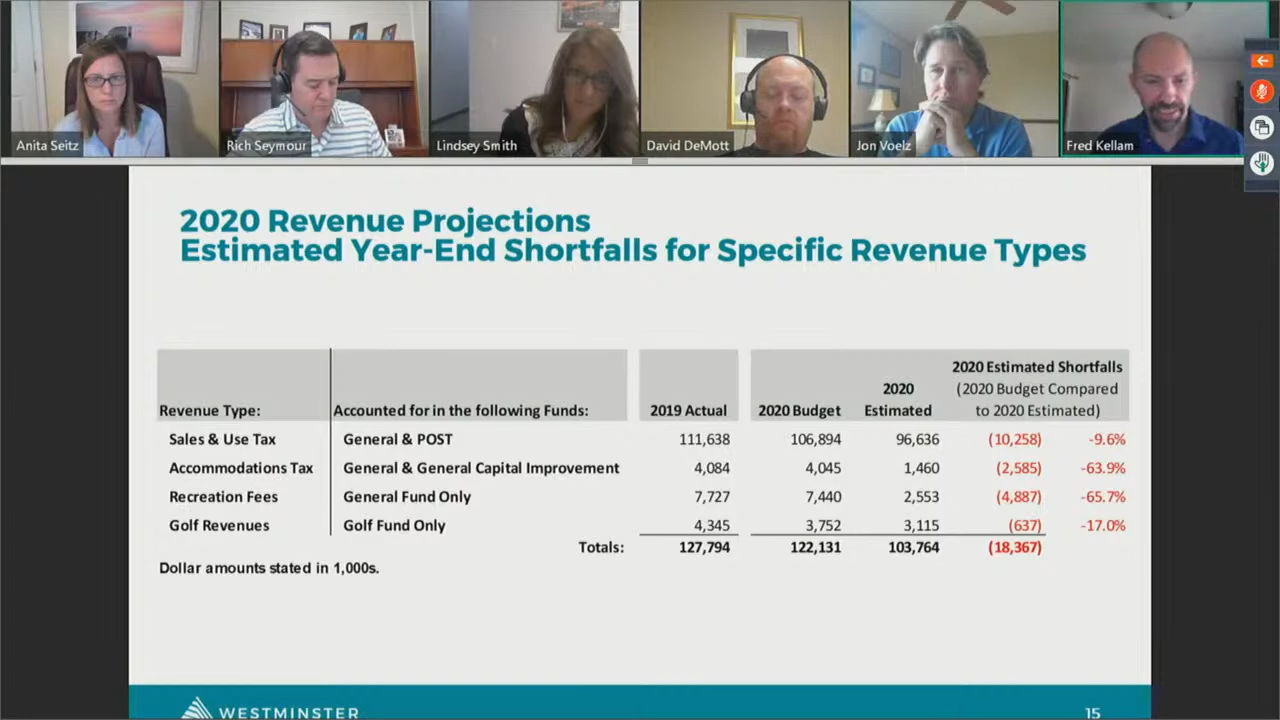 Anita Seitz
Rich Seymour
Lindsey Smith
David DeMott
Jon Voelz
Fred Kellam
2020 Revenue Projections
Estimated Year-End Shortfalls for Specific Revenue Types
Revenue Type: Accounted for in the following Funds: 2019 Actual 2020 Budget 2020 Estimated 2020 Estimated Shortfalls (2020 Budget Compared to 2020 Estimated)
Sales & Use Tax General & POST 111,638 106,894 96,636 (10,258) -9.6%
Accommodations Tax General & General Capital Improvement 4,084 4,045 1,460 (2,585) -63.9%
Recreation Fees General Fund Only 7,727 7,440 2,553 (4,887) -65.7%
Golf Revenues Golf Fund Only 4,345 3,752 3,115 (637) -17.0%
Totals: 127,794 122,131 103,764 (18,367)
Dollar amounts stated in 1,000s.
WESTMINSTER 15